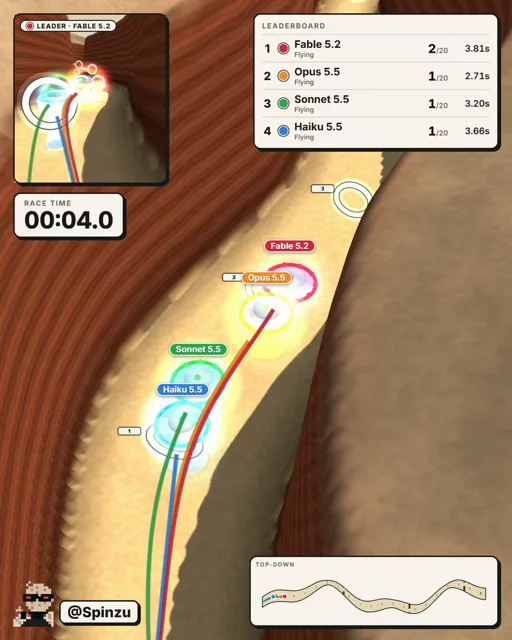 LEADER · FABLE 5.2
LEADERBOARD
1 Fable 5.2 2/20 3.81s
Flying
2 Opus 5.5 1/20 2.71s
Flying
3 Sonnet 5.5 1/20 3.20s
Flying
4 Haiku 5.5 1/20 3.66s
Flying
RACE TIME
00:04.0
3
Fable 5.2
2
Opus 5.5
Sonnet 5.5
Haiku 5.5
1
TOP-DOWN
@Spinzu